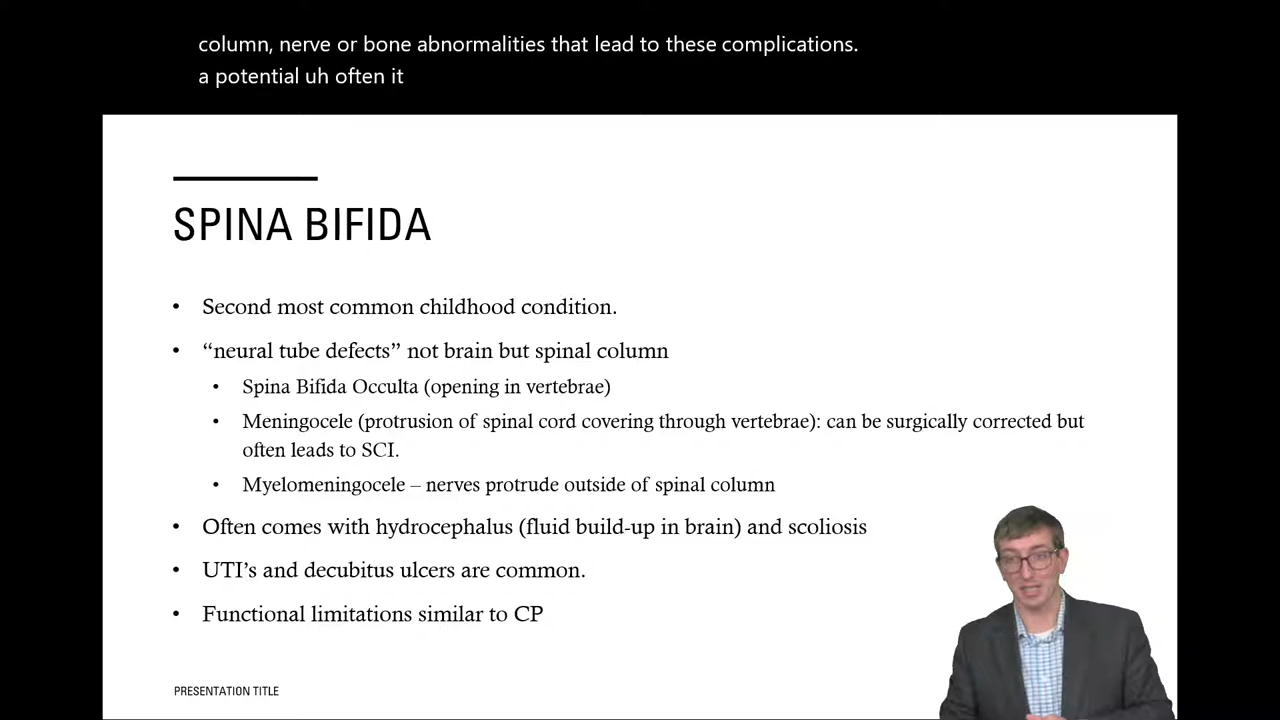 column, nerve or bone abnormalities that lead to these complications.
a potential uh often it
SPINA BIFIDA
• Second most common childhood condition.
• “neural tube defects” not brain but spinal column
• Spina Bifida Occulta (opening in vertebrae)
• Meningocele (protrusion of spinal cord covering through vertebrae): can be surgically corrected but
often leads to SCI.
• Myelomeningocele – nerves protrude outside of spinal column
• Often comes with hydrocephalus (fluid build-up in brain) and scoliosis
• UTI’s and decubitus ulcers are common.
• Functional limitations similar to CP
PRESENTATION TITLE